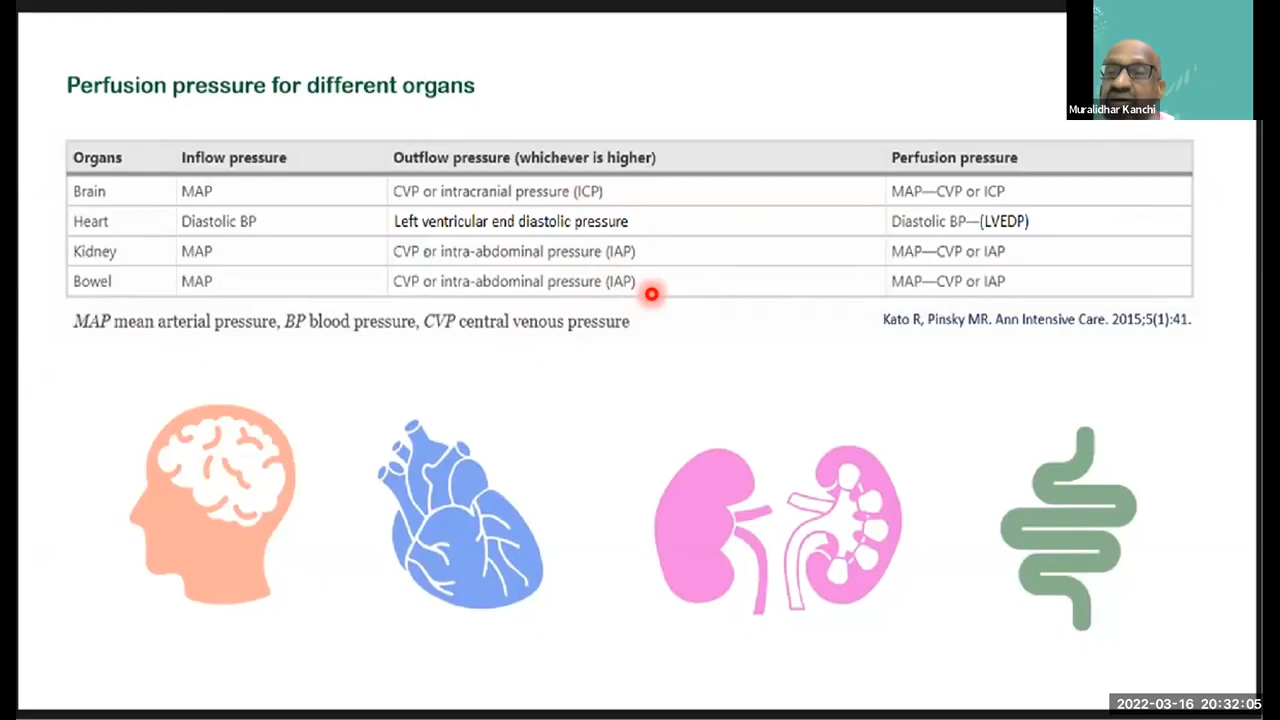 Perfusion pressure for different organs
Muralidhar Kanchi
Organs Inflow pressure Outflow pressure (whichever is higher) Perfusion pressure
Brain MAP CVP or intracranial pressure (ICP) MAP—CVP or ICP
Heart Diastolic BP Left ventricular end diastolic pressure Diastolic BP—(LVEDP)
Kidney MAP CVP or intra-abdominal pressure (IAP) MAP—CVP or IAP
Bowel MAP CVP or intra-abdominal pressure (IAP) MAP—CVP or IAP
MAP mean arterial pressure, BP blood pressure, CVP central venous pressure
Kato R, Pinsky MR. Ann Intensive Care. 2015;5(1):41.
2022-03-16 20:32:05